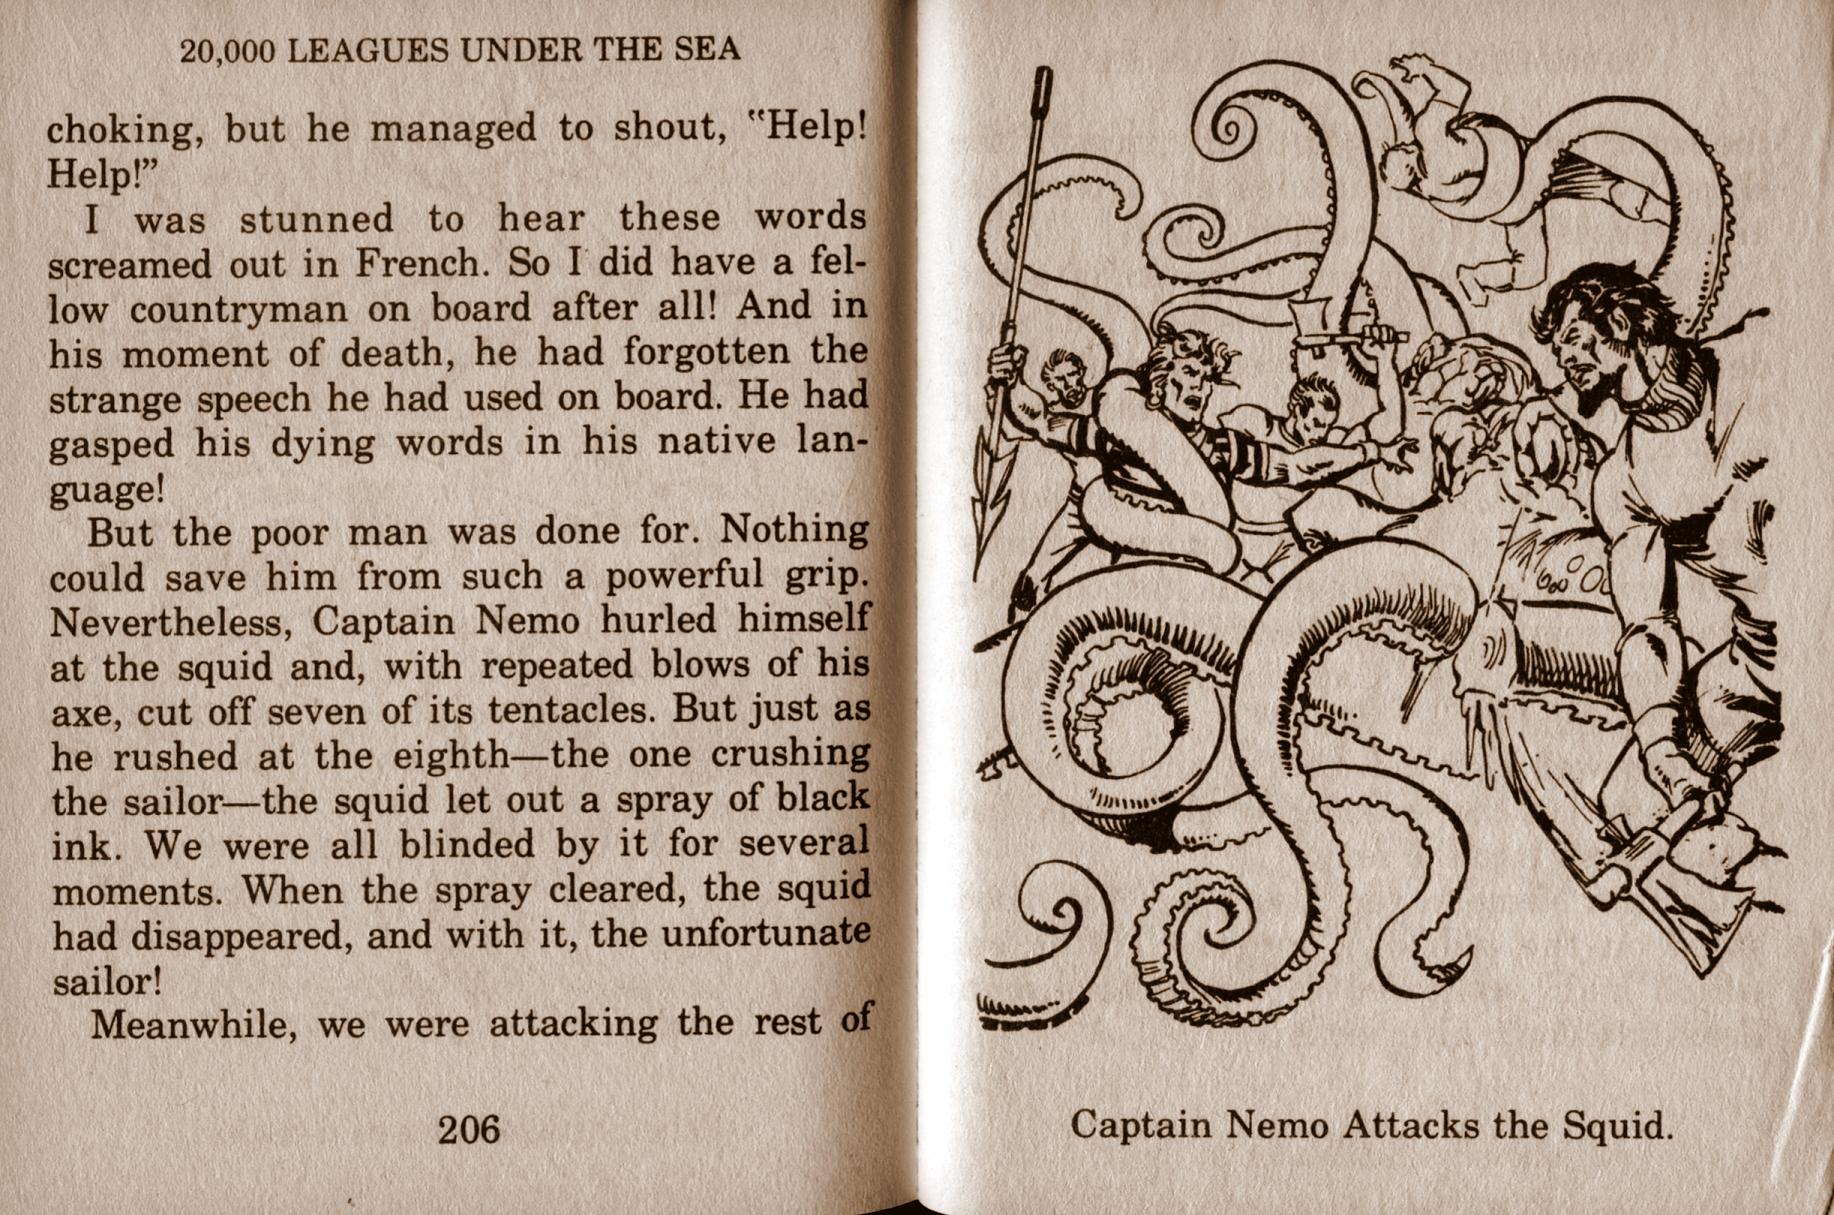 20,000 LEAGUES UNDER THE SEA
choking, but he managed to shout, "Help!
Help!”
I was stunned to hear these words
screamed out in French. So I did have a fel-
low countryman on board after all! And in
his moment of death, he had forgotten the
strange speech he had used on board. He had
gasped his dying words in his native lan-
guage!
But the poor man was done for. Nothing
could save him from such a powerful grip.
Nevertheless, Captain Nemo hurled himself
at the squid and, with repeated blows of his
axe, cut off seven of its tentacles. But just as
he rushed at the eighth—the one crushing
the sailor—the squid let out a spray of black
ink. We were all blinded by it for several
moments. When the spray cleared, the squid
had disappeared, and with it, the unfortunate
sailor!
Meanwhile, we were attacking the rest of
206
Captain Nemo Attacks the Squid.